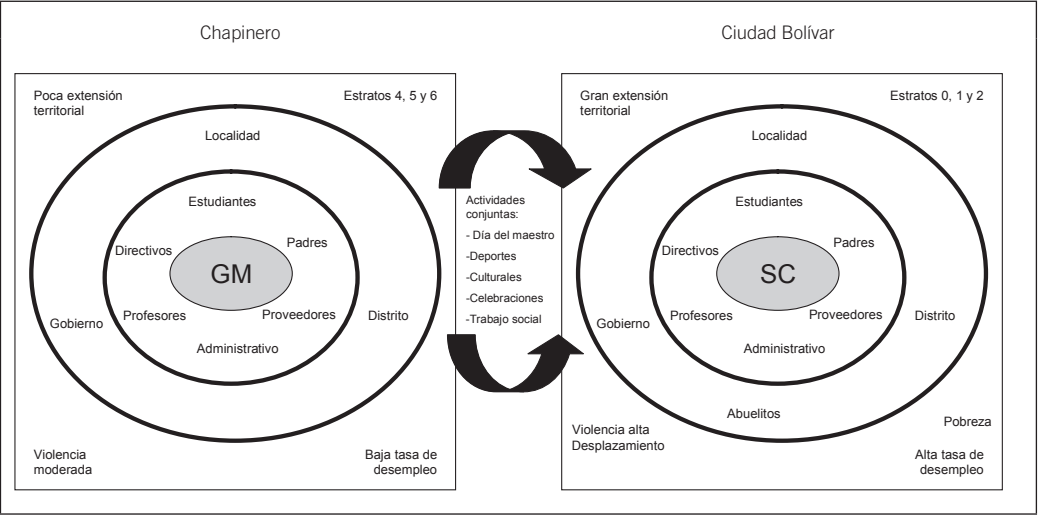 Chapinero
Poca extensión
territorial
Estratos 4, 5 y 6
Localidad
Estudiantes
Directivos
Padres
GM
Profesores
Proveedores
Gobierno
Distrito
Administrativo
Violencia
moderada
Baja tasa de
desempleo
Actividades
conjuntas:
- Día del maestro
-Deportes
-Culturales
-Celebraciones
-Trabajo social
Ciudad Bolívar
Gran extensión
territorial
Estratos 0, 1 y 2
Localidad
Estudiantes
Directivos
Padres
SC
Profesores
Proveedores
Gobierno
Distrito
Administrativo
Abuelitos
Violencia alta
Desplazamiento
Pobreza
Alta tasa de
desempleo